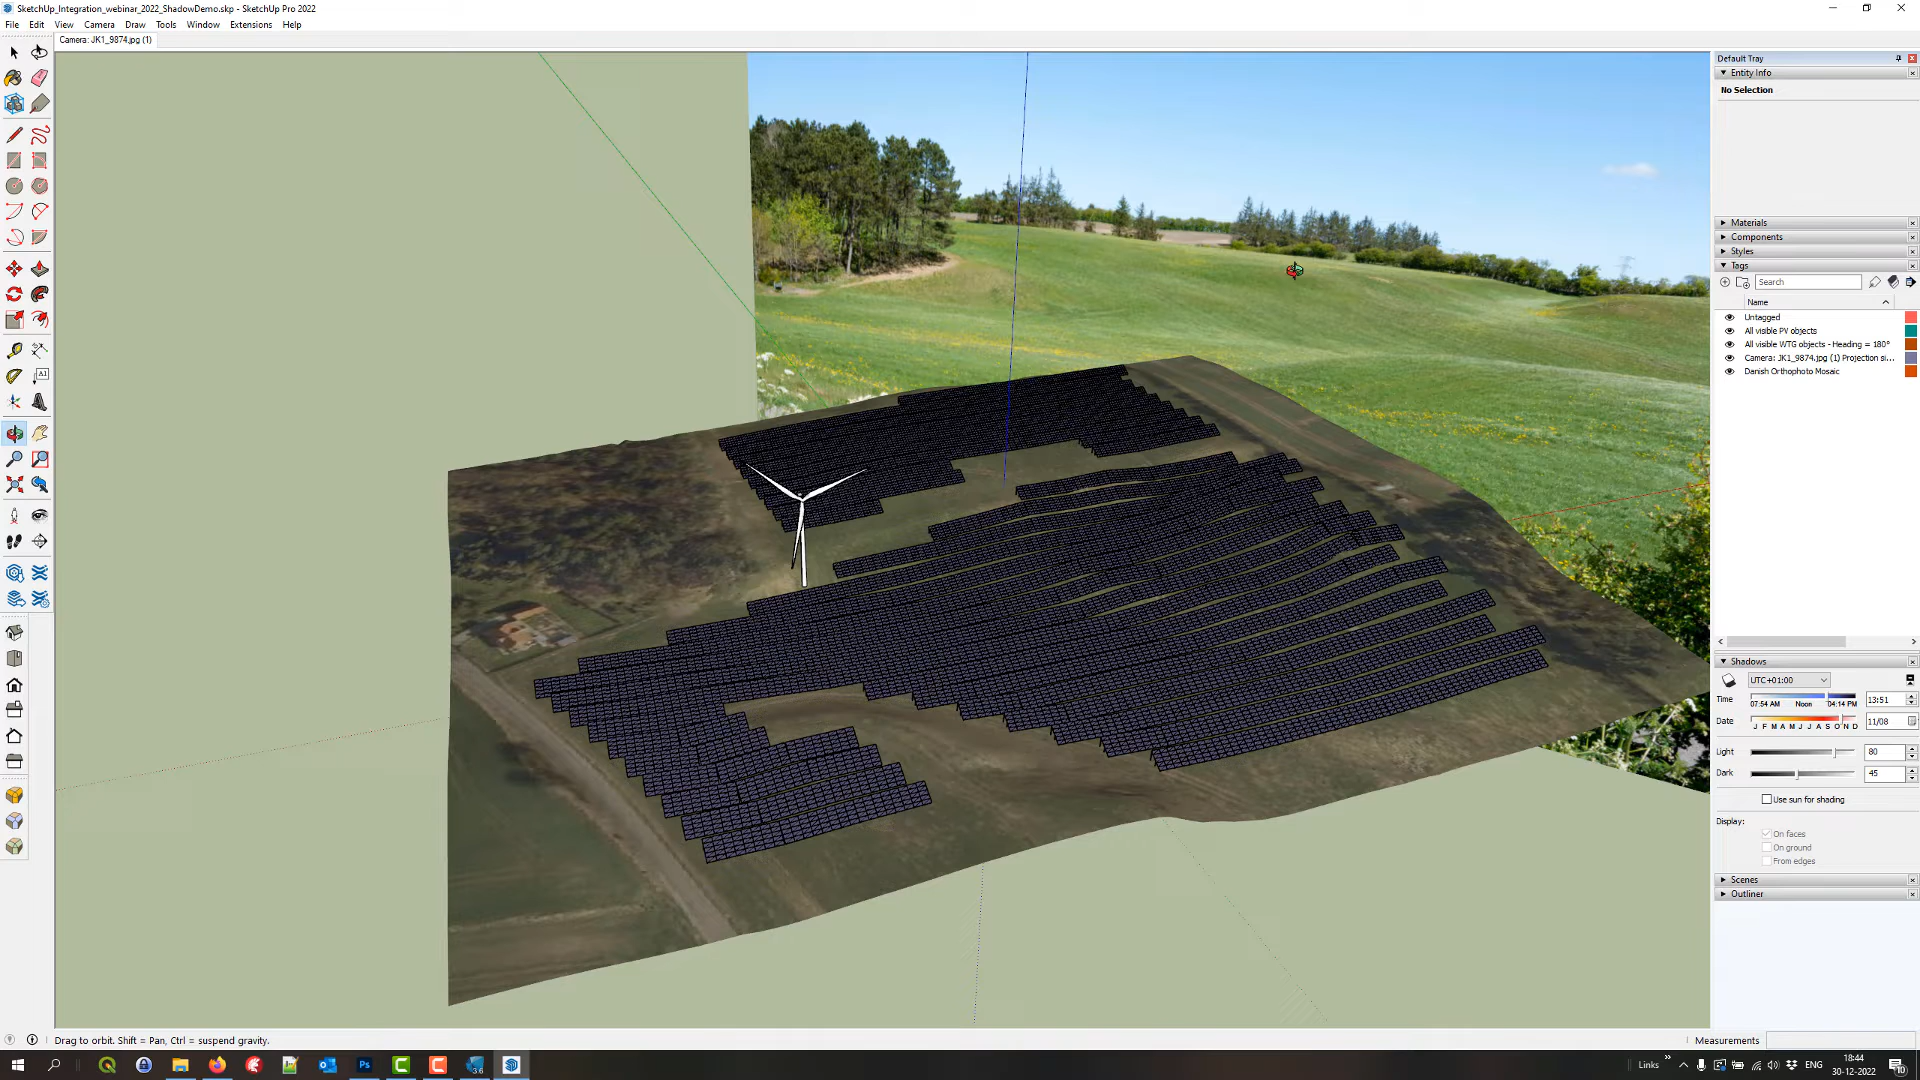 SketchUp_Integration_webinar_2022_ShadowDemo.skp - SketchUp Pro 2022
File Edit View Camera Draw Tools Window Extensions Help
Camera: JK1_9874.jpg (1)
Default Tray
Entity Info
No Selection
Materials
Components
Styles
Tags
Search
Name
Untagged
All visible PV objects
All visible WTG objects - Heading = 180°
Camera: JK1_9874.jpg (1) Projection si...
Danish Orthophoto Mosaic
Shadows
UTC+01:00
Time 13:51
07:54 AM Noon 04:14 PM
Date 11/08
J F M A M J J A S O N D
Light 80
Dark 45
Use sun for shading
Display:
On faces
On ground
From edges
Scenes
Outliner
Drag to orbit. Shift = Pan, Ctrl = suspend gravity.
Measurements
Ps
3.6
Links
ENG
18:44
30-12-2022
10